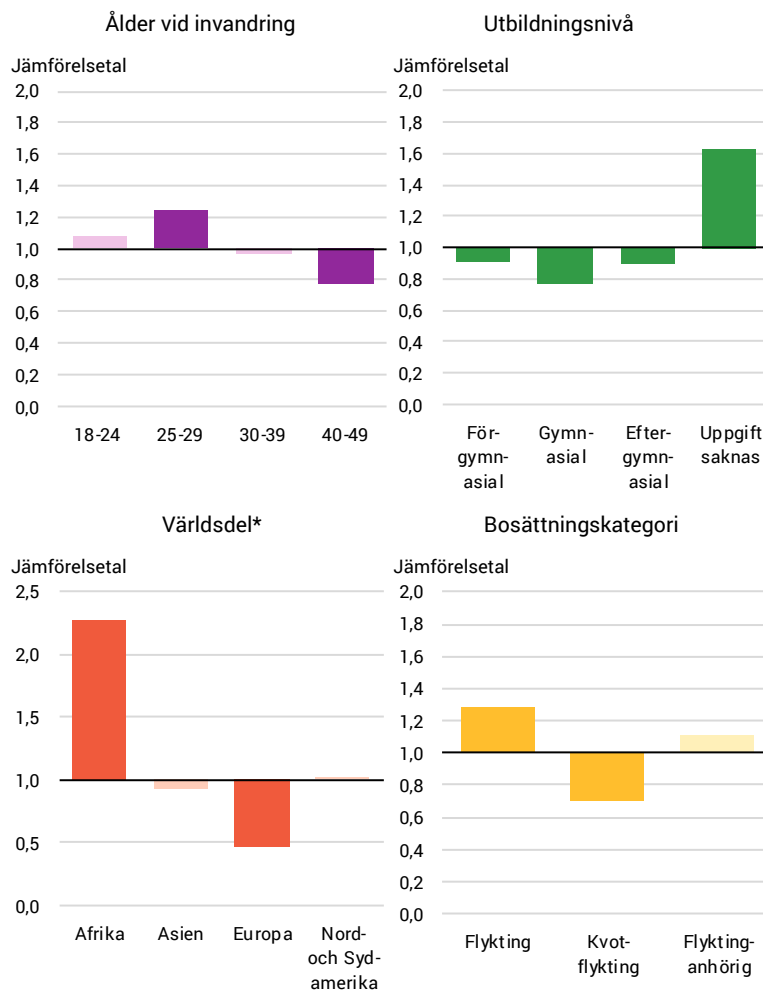 Ålder vid invandring
Jämförelsetal
2,0
1,8
1,6
1,4
1,2
1,0
0,8
0,6
0,4
0,2
0,0
18-24 25-29 30-39 40-49
Utbildningsnivå
Jämförelsetal
2,0
1,8
1,6
1,4
1,2
1,0
0,8
0,6
0,4
0,2
0,0
För- Gymn- Efter- Uppgift
gymn- asial gymn- saknas
asial asial
Världsdel*
Jämförelsetal
2,5
2,0
1,5
1,0
0,5
0,0
Afrika Asien Europa Nord-
och Syd-
amerika
Bosättningskategori
Jämförelsetal
2,0
1,8
1,6
1,4
1,2
1,0
0,8
0,6
0,4
0,2
0,0
Flykting Kvot- Flykting-
flykting anhörig